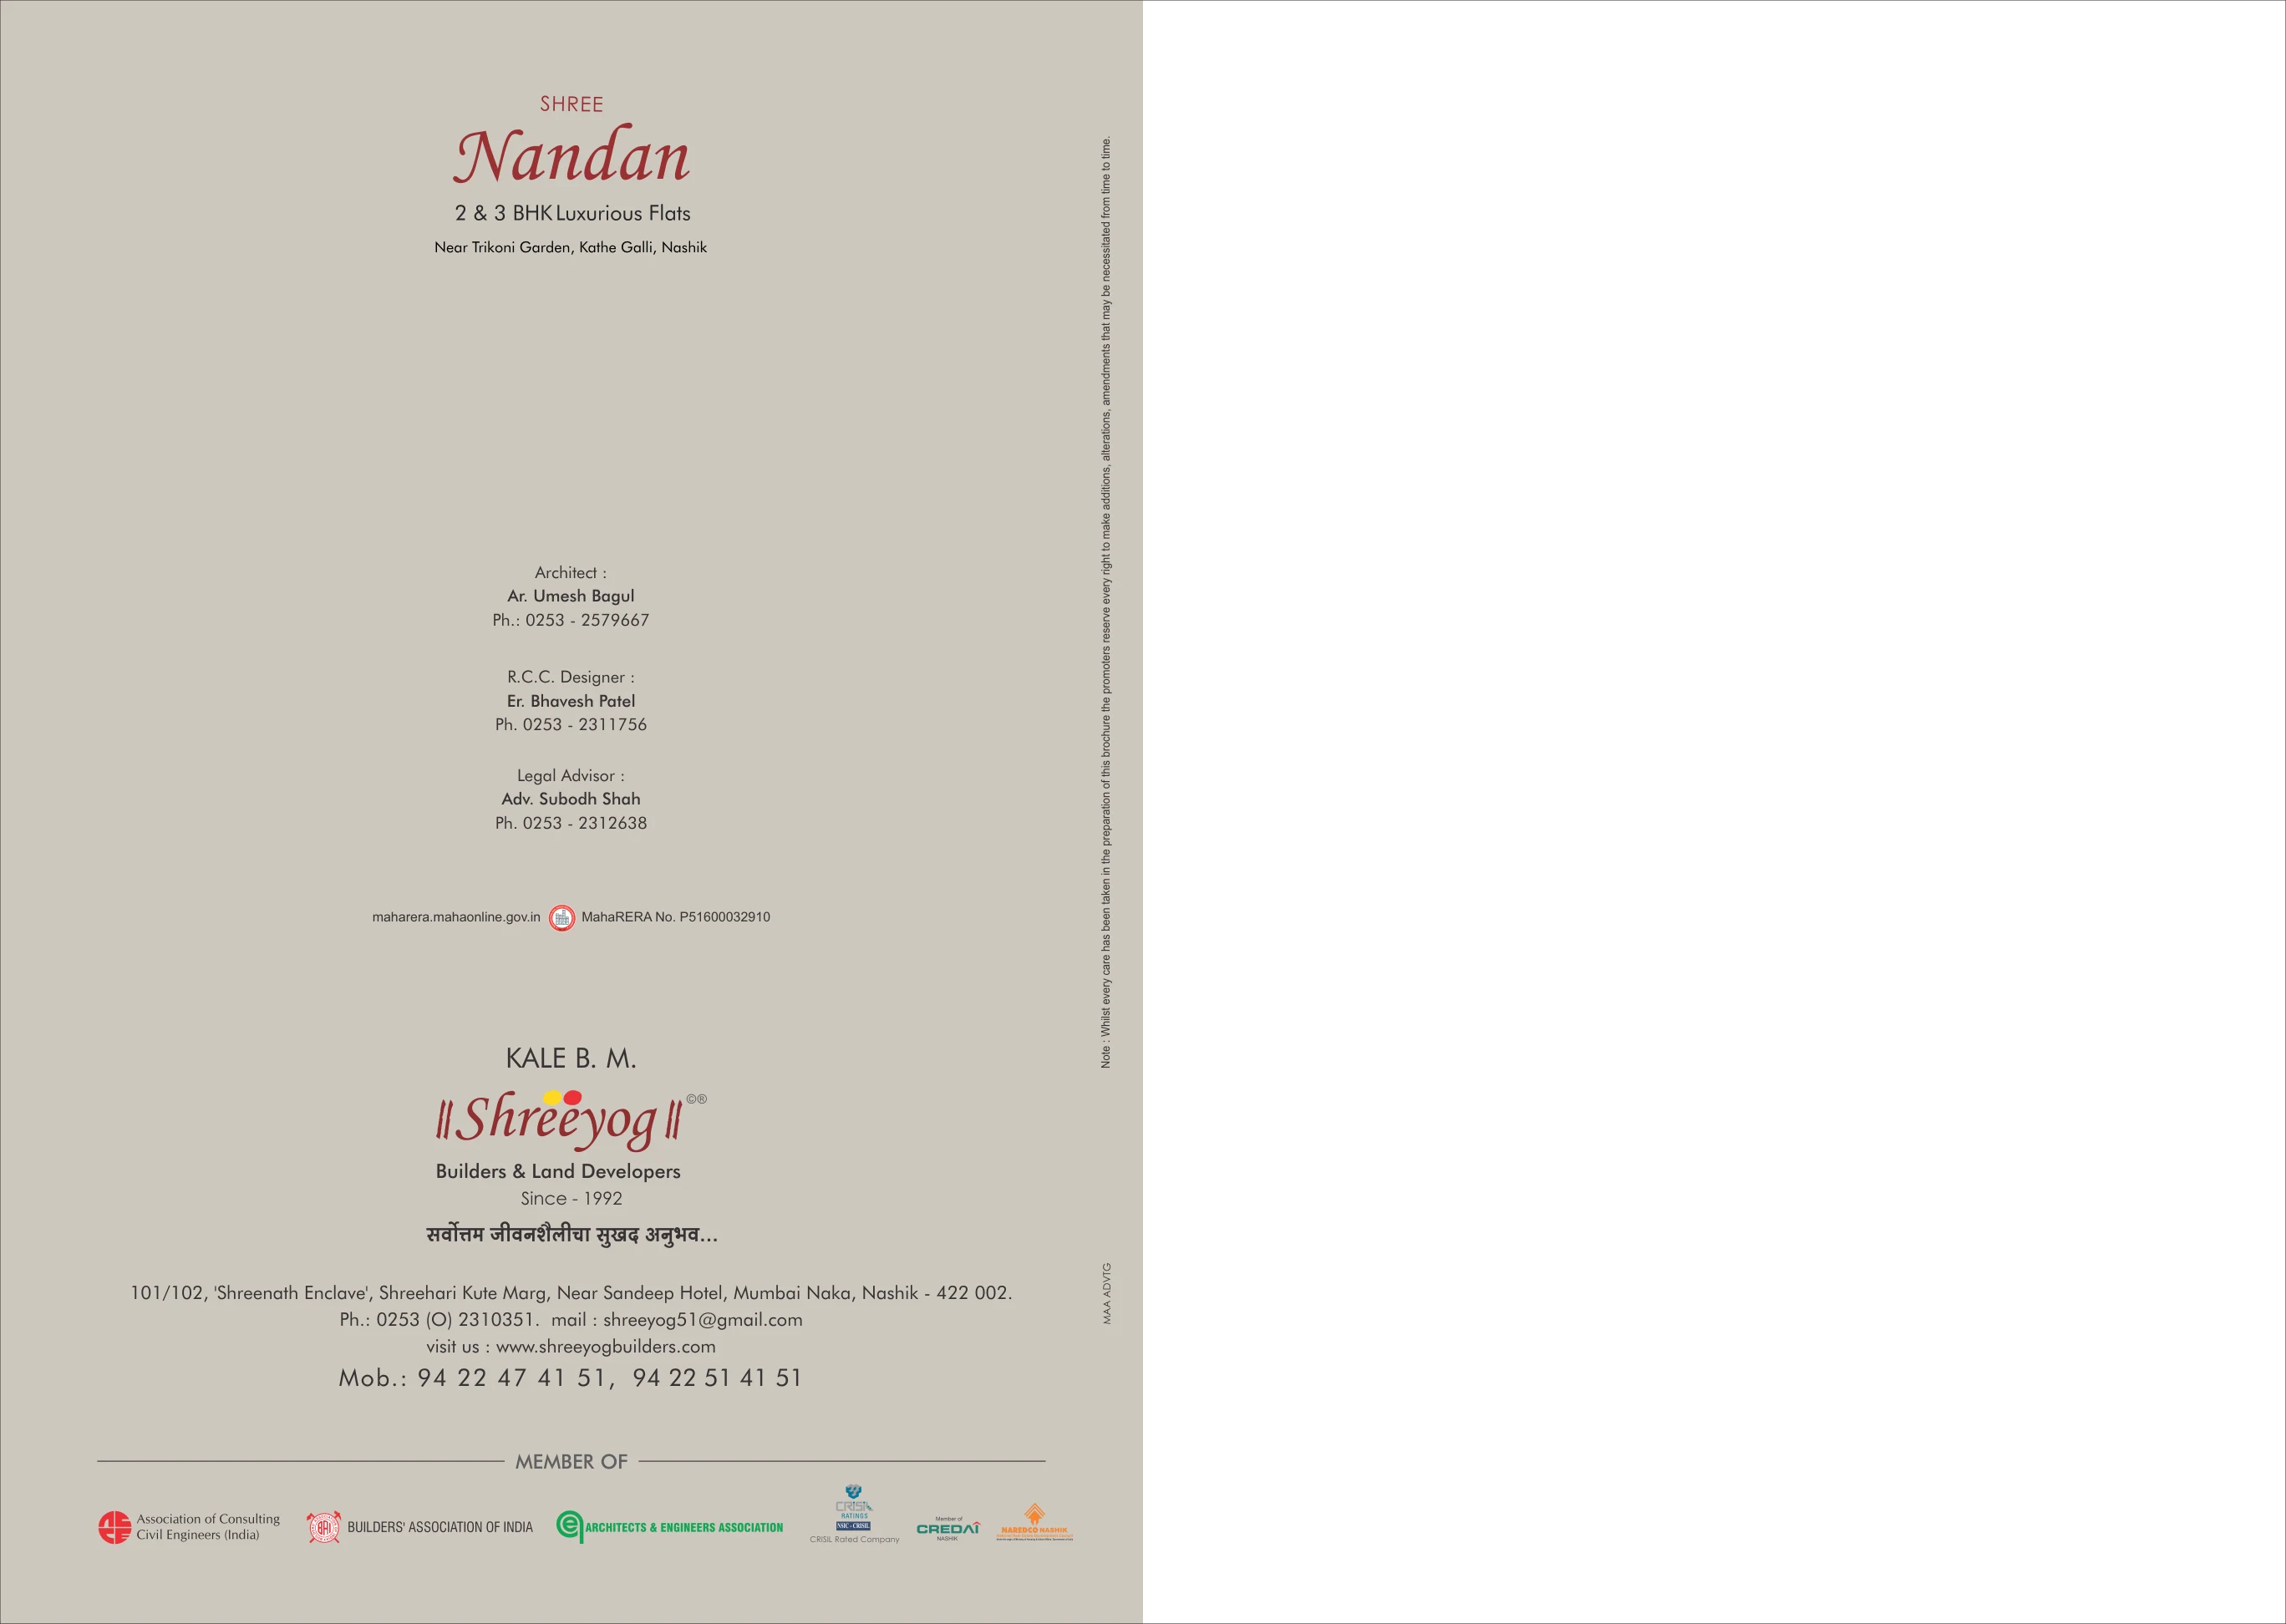 SHREE
Nandan
2 & 3 BHK Luxurious Flats
Near Trikoni Garden, Kathe Galli, Nashik
Architect :
Ar. Umesh Bagul
Ph.: 0253 - 2579667
R.C.C. Designer :
Er. Bhavesh Patel
Ph. 0253 - 2311756
Legal Advisor :
Adv. Subodh Shah
Ph. 0253 - 2312638
maharera.mahaonline.gov.in MahaRERA No. P51600032910
KALE B. M.
॥Shreeyog॥ ©®
Builders & Land Developers
Since - 1992
सर्वोत्तम जीवनशैलीचा सुखद अनुभव...
101/102, 'Shreenath Enclave', Shreehari Kute Marg, Near Sandeep Hotel, Mumbai Naka, Nashik - 422 002.
Ph.: 0253 (O) 2310351. mail : shreeyog51@gmail.com
visit us : www.shreeyogbuilders.com
Mob.: 94 22 47 41 51, 94 22 51 41 51
MEMBER OF
Association of Consulting
Civil Engineers (India)
BAI
BUILDERS' ASSOCIATION OF INDIA
ARCHITECTS & ENGINEERS ASSOCIATION
CRISIL
RATINGS
NSIC - CRISIL
CRISIL Rated Company
Member of
CREDAI
NASHIK
NAREDCO NASHIK
Note : Whilst every care has been taken in the preparation of this brochure the promoters reserve every right to make additions, alterations, amendments that may be necessitated from time to time.
MAA ADVTG